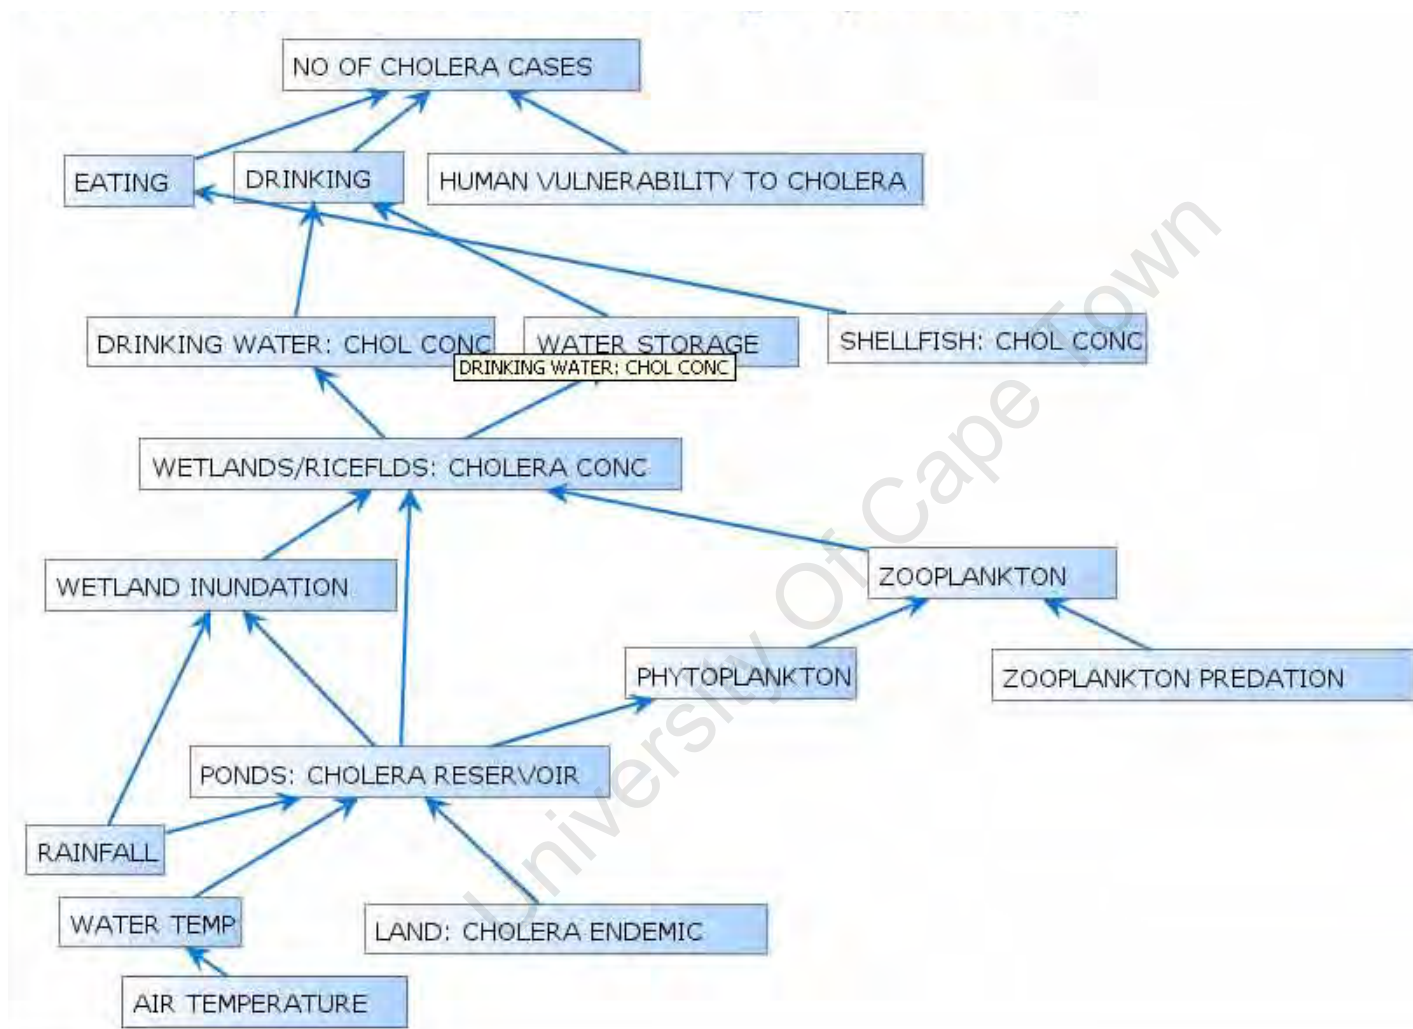 NO OF CHOLERA CASES
EATING
DRINKING
HUMAN VULNERABILITY TO CHOLERA
DRINKING WATER: CHOL CONC
WATER STORAGE
SHELLFISH: CHOL CONC
DRINKING WATER: CHOL CONC
WETLANDS/RICEFLDS: CHOLERA CONC
WETLAND INUNDATION
ZOOPLANKTON
PHYTOPLANKTON
ZOOPLANKTON PREDATION
PONDS: CHOLERA RESERVOIR
RAINFALL
WATER TEMP
LAND: CHOLERA ENDEMIC
AIR TEMPERATURE
University Of Cape Town